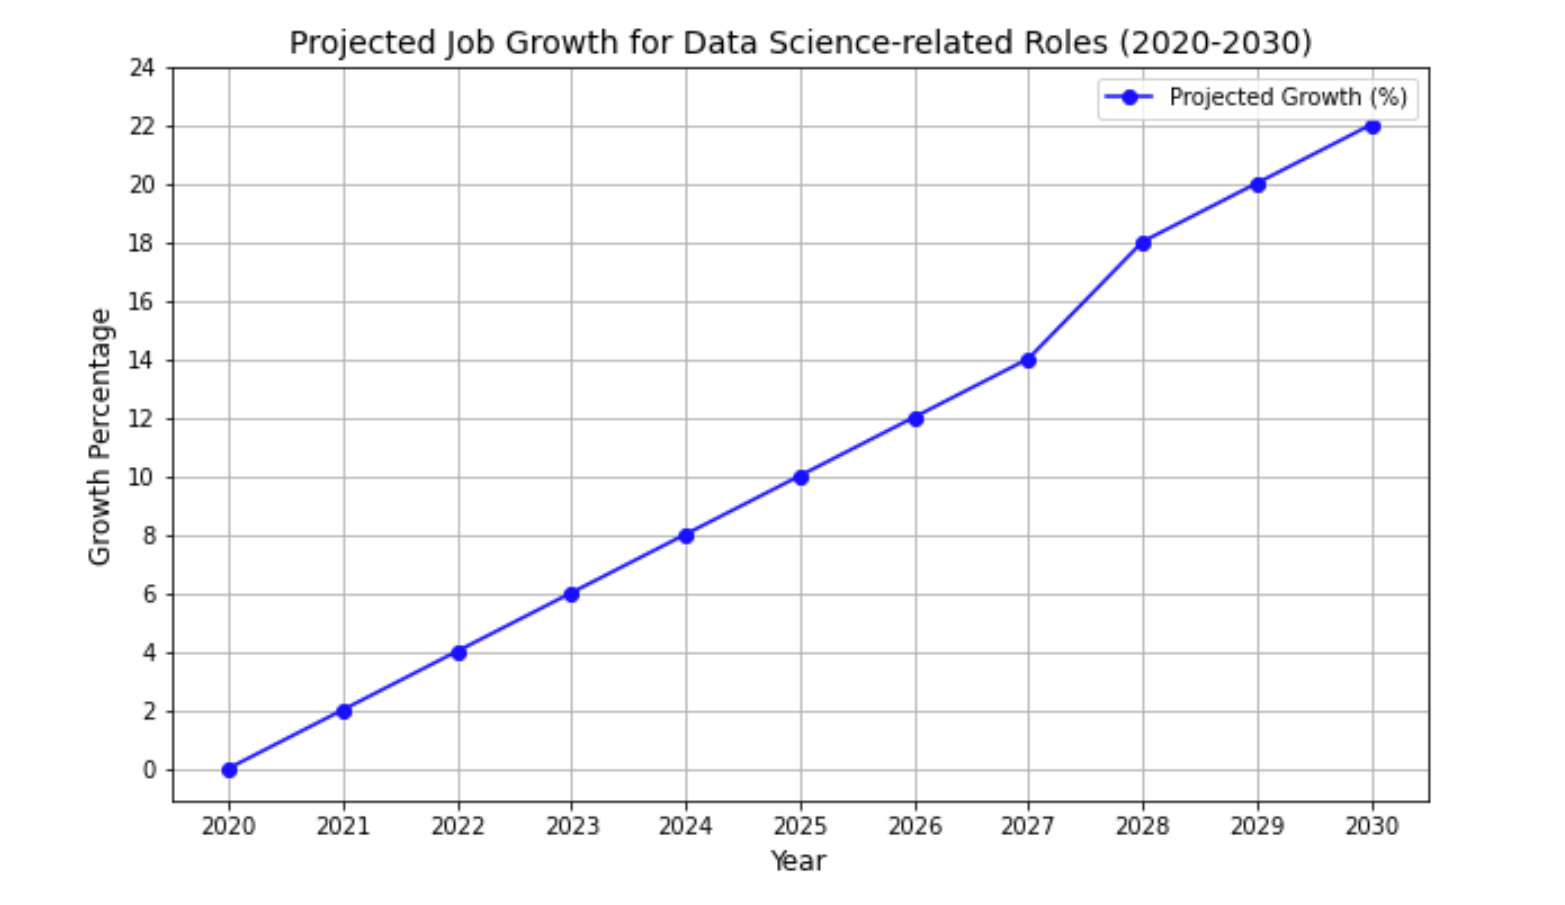 Projected Job Growth for Data Science-related Roles (2020-2030)
24
Projected Growth (%)
22
20
18
16
14
12
10
8
6
4
2
0
Growth Percentage
2020 2021 2022 2023 2024 2025 2026 2027 2028 2029 2030
Year